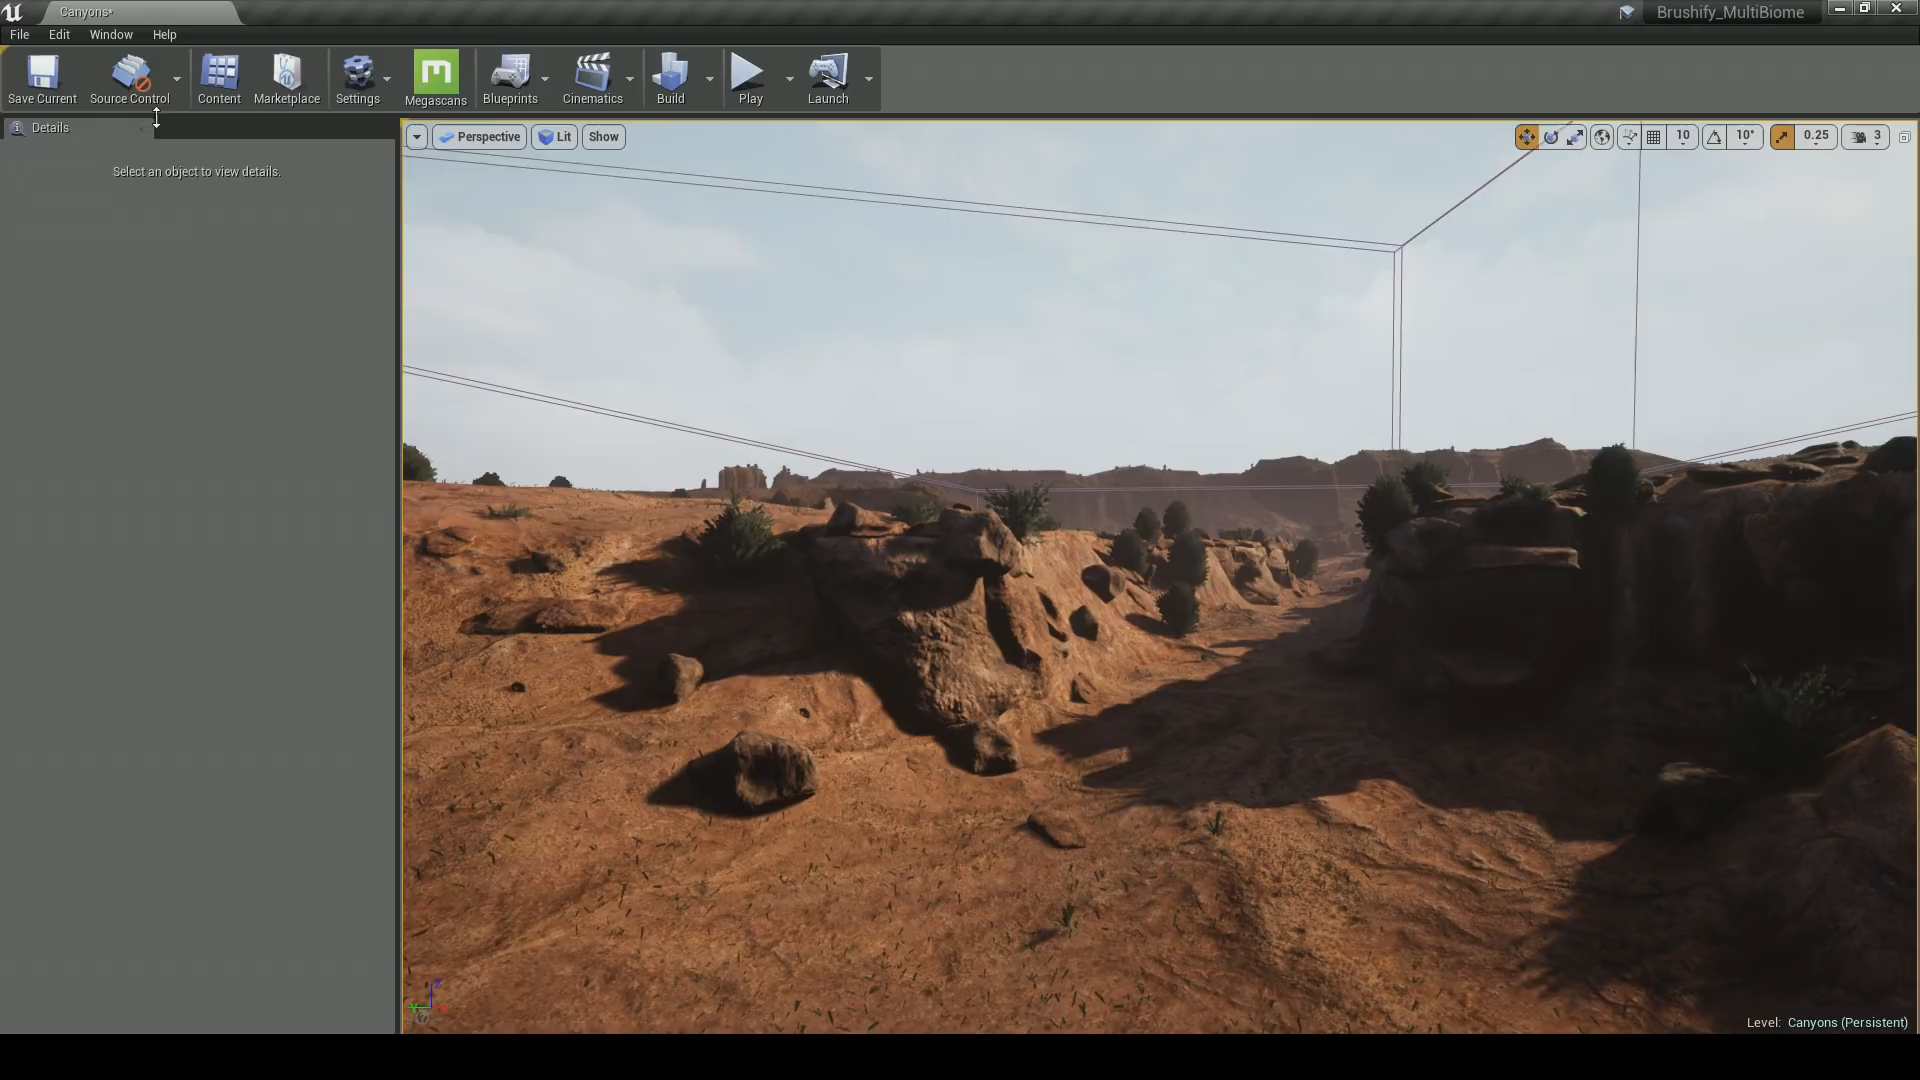 Canyons*
Brushify_MultiBiome
File Edit Window Help
Save Current Source Control Content Marketplace Settings Megascans Blueprints Cinematics Build Play Launch
Details
Perspective Lit Show
10 10° 0.25 3
Select an object to view details.
Z
Level: Canyons (Persistent)